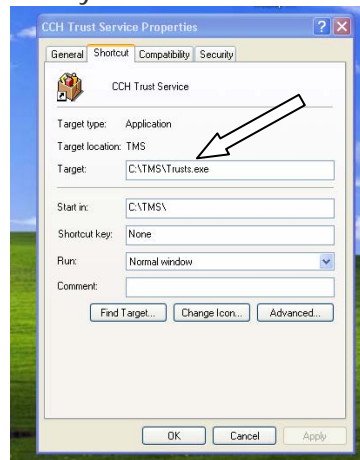 CCH Trust Service Properties
General Shortcut Compatibility Security
CCH Trust Service
Target type: Application
Target location: TMS
Target: C:\TMS\Trusts.exe
Start in: C:\TMS\
Shortcut key: None
Run: Normal window
Comment:
Find Target... Change Icon... Advanced...
OK Cancel Apply